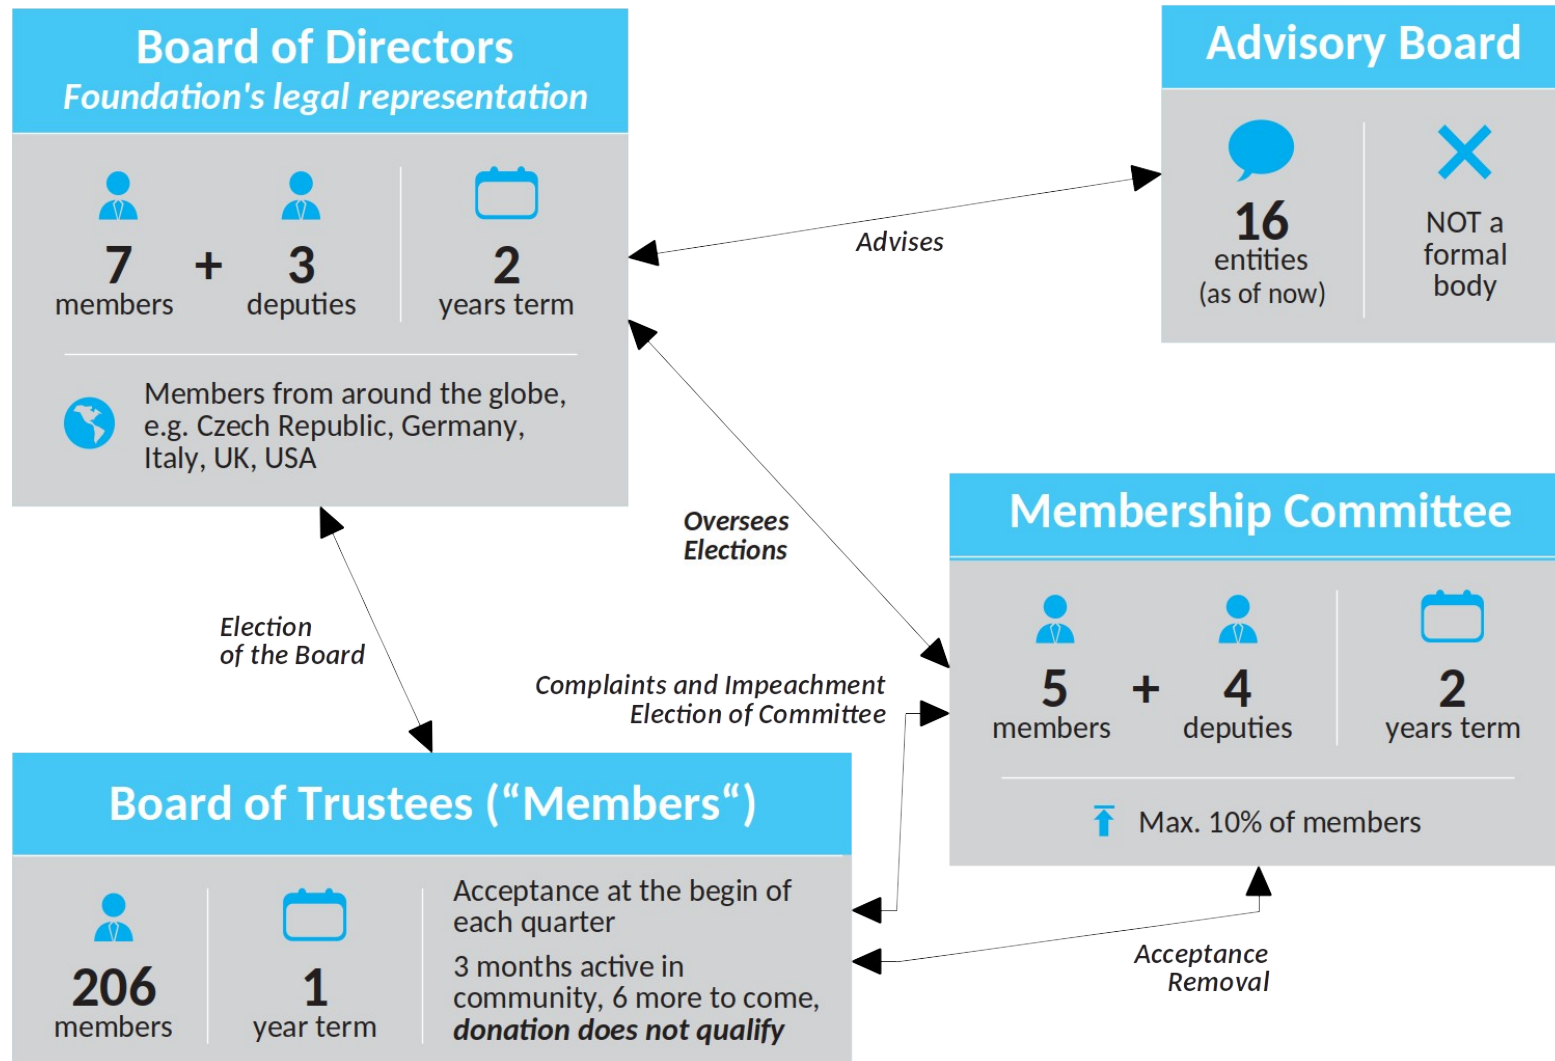 Board of Directors
Foundation's legal representation
7 + 3
members deputies
2
years term
Members from around the globe,
e.g. Czech Republic, Germany,
Italy, UK, USA
Advisory Board
16
entities
(as of now)
NOT a
formal
body
Advises
Oversees
Elections
Election
of the Board
Complaints and Impeachment
Election of Committee
Membership Committee
5 + 4
members deputies
2
years term
Max. 10% of members
Board of Trustees (“Members“)
206
members
1
year term
Acceptance at the begin of
each quarter
3 months active in
community, 6 more to come,
donation does not qualify
Acceptance
Removal